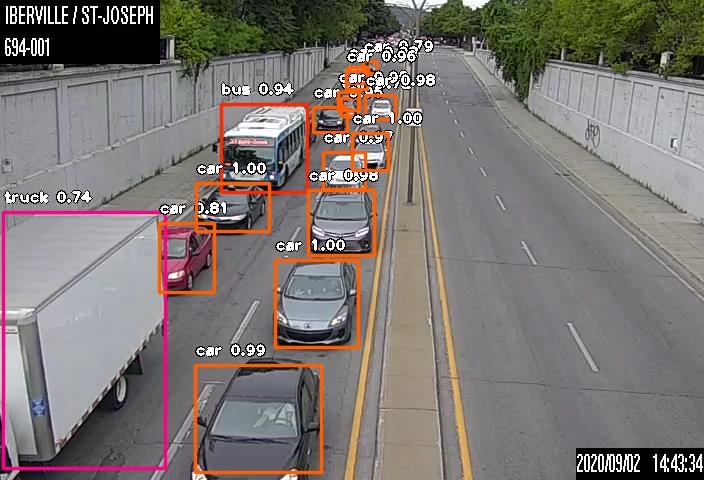 IBERVILLE / ST-JOSEPH
694-001
car 0.96
car 0.98
bus 0.94
car 1.00
car 0.97
car 1.00
car 0.98
truck 0.74
car 0.81
car 1.00
car 0.99
2020/09/02 14:43:34